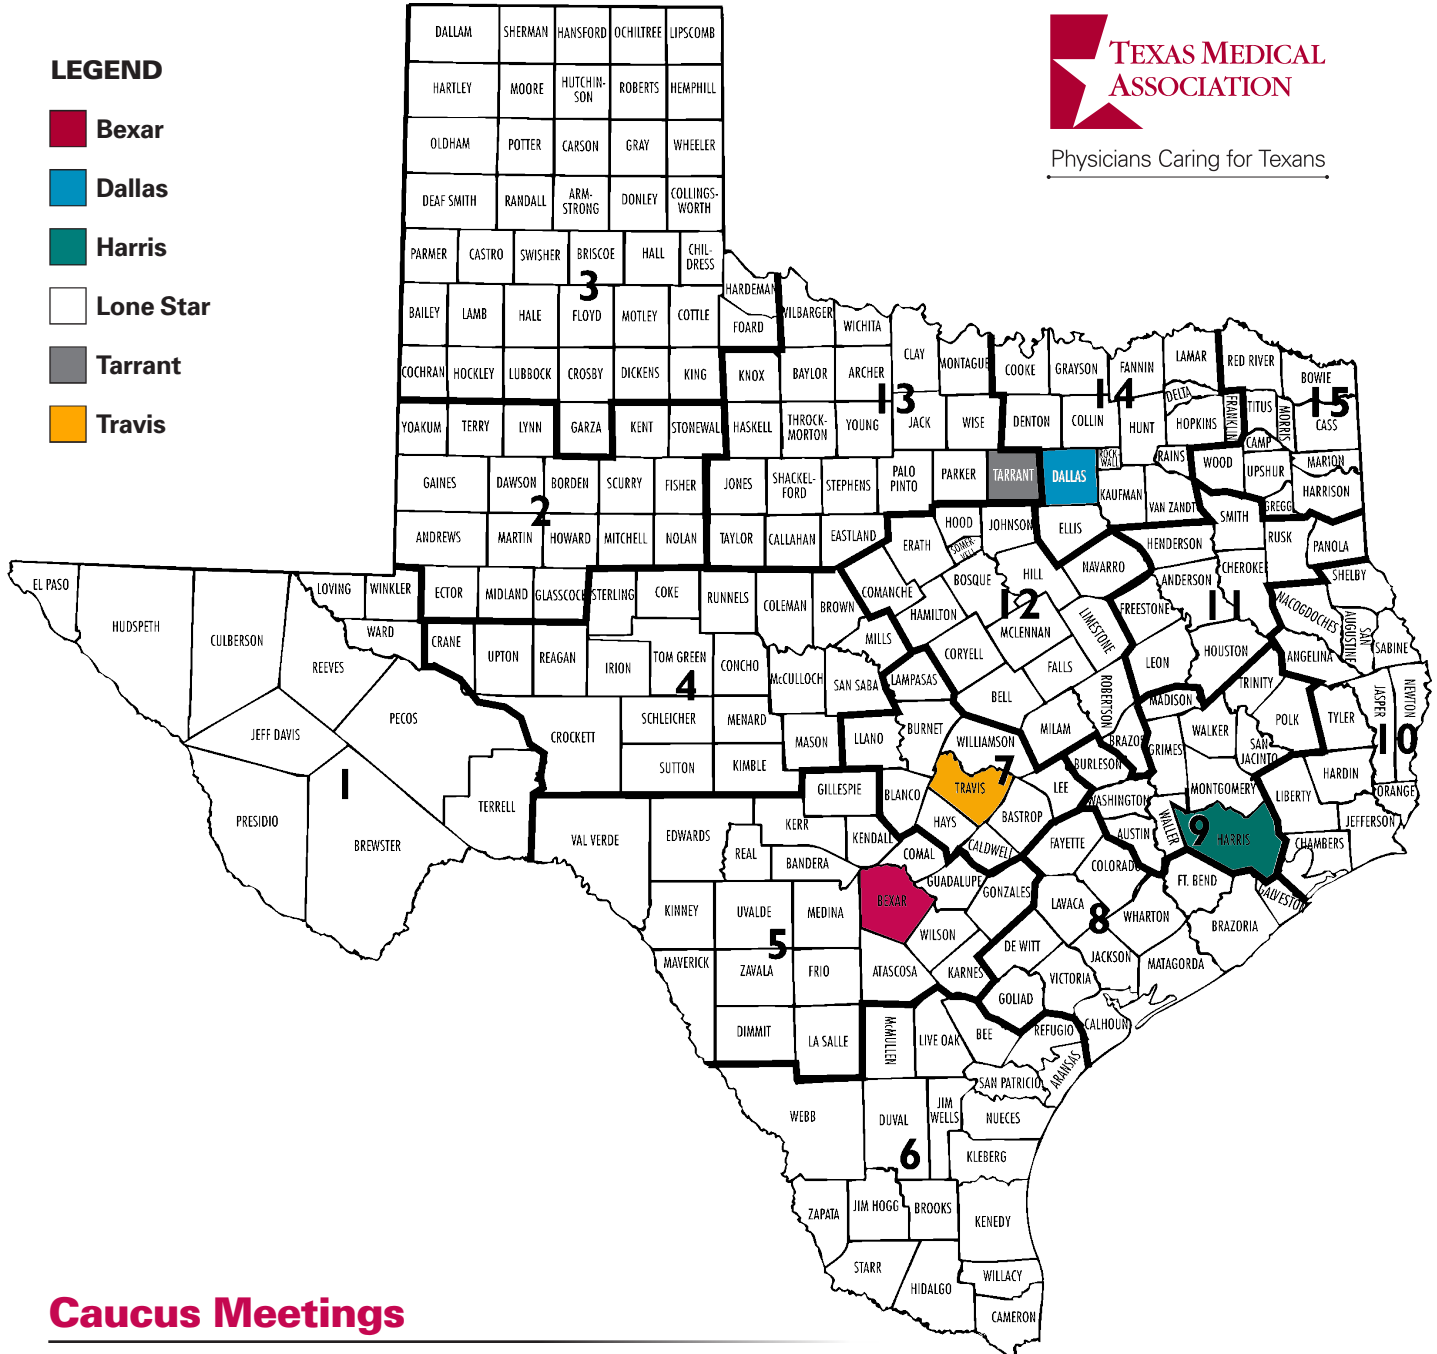 LEGEND
Bexar
Dallas
Harris
Lone Star
Tarrant
Travis
TEXAS MEDICAL
ASSOCIATION
Physicians Caring for Texans
DALLAM SHERMAN HANSFORD OCHILTREE LIPSCOMB
HARTLEY MOORE HUTCHIN-
SON ROBERTS HEMPHILL
OLDHAM POTTER CARSON GRAY WHEELER
DEAF SMITH RANDALL ARM-
STRONG DONLEY COLLINGS-
WORTH
PARMER CASTRO SWISHER BRISCOE HALL CHIL-
DRESS
3
HARDEMAN
BAILEY LAMB HALE FLOYD MOTLEY COTTLE FOARD WILBARGER WICHITA
CLAY MONTAGUE COOKE GRAYSON FANNIN LAMAR RED RIVER BOWIE
COCHRAN HOCKLEY LUBBOCK CROSBY DICKENS KING KNOX BAYLOR ARCHER
13 14 15
DELTA FRANKLIN TITUS MORRIS CASS
YOAKUM TERRY LYNN GARZA KENT STONEWAL HASKELL THROCK-
MORTON YOUNG JACK WISE DENTON COLLIN HUNT HOPKINS CAMP
GAINES DAWSON BORDEN SCURRY FISHER JONES SHACKEL-
FORD STEPHENS PALO
PINTO PARKER TARRANT DALLAS ROCK-
WALL KAUFMAN RAINS VAN ZANDT WOOD UPSHUR MARION HARRISON GREGG
2
ANDREWS MARTIN HOWARD MITCHELL NOLAN TAYLOR CALLAHAN EASTLAND ERATH HOOD SOMER-
VELL JOHNSON ELLIS HENDERSON SMITH RUSK PANOLA
EL PASO HUDSPETH CULBERSON LOVING WINKLER WARD REEVES
ECTOR MIDLAND GLASSCOCK STERLING COKE RUNNELS COLEMAN BROWN COMANCHE BOSQUE HILL NAVARRO ANDERSON CHEROKEE SHELBY
12 11
HAMILTON MCLENNAN LIMESTONE FREESTONE NACOGDOCHES SAN
AUGUSTINE SABINE
CRANE UPTON REAGAN IRION TOM GREEN CONCHO McCULLOCH SAN SABA MILLS LAMPASAS CORYELL FALLS LEON HOUSTON ANGELINA
4
JEFF DAVIS PECOS CROCKETT SCHLEICHER MENARD MASON LLANO BURNET BELL MILAM ROBERTSON MADISON TRINITY WALKER POLK TYLER JASPER NEWTON
10
SUTTON KIMBLE WILLIAMSON BRAZOS GRIMES SAN
JACINTO HARDIN
1
PRESIDIO BREWSTER TERRELL GILLESPIE BLANCO TRAVIS 7 LEE BURLESON WASHINGTON MONTGOMERY LIBERTY ORANGE JEFFERSON
VAL VERDE EDWARDS KERR REAL BANDERA KENDALL HAYS BASTROP CALDWELL FAYETTE AUSTIN WALLER 9 HARRIS CHAMBERS
COMAL GUADALUPE GONZALES COLORADO FT. BEND GALVESTON
KINNEY UVALDE MEDINA BEXAR WILSON LAVACA WHARTON BRAZORIA
5 8
MAVERICK ZAVALA FRIO ATASCOSA KARNES DE WITT JACKSON MATAGORDA
GOLIAD VICTORIA
DIMMIT LA SALLE McMULLEN LIVE OAK BEE REFUGIO CALHOUN
ARANSAS
SAN PATRICIO
WEBB DUVAL JIM
WELLS NUECES
6
KLEBERG
ZAPATA JIM HOGG BROOKS KENEDY
STARR HIDALGO WILLACY
CAMERON
Caucus Meetings